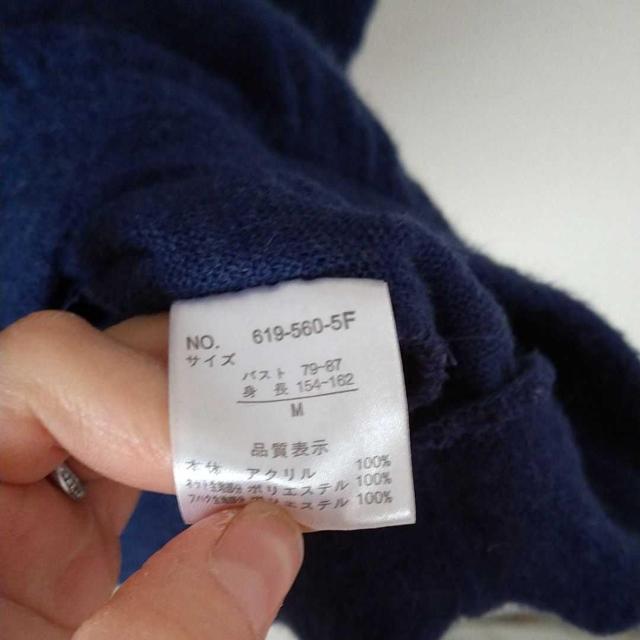 NO. 619-560-5F
サイズ
バスト 79-87
身長 154-162
M
品質表示
本体 アクリル 100%
ポリエステル 100%
ポリエステル 100%